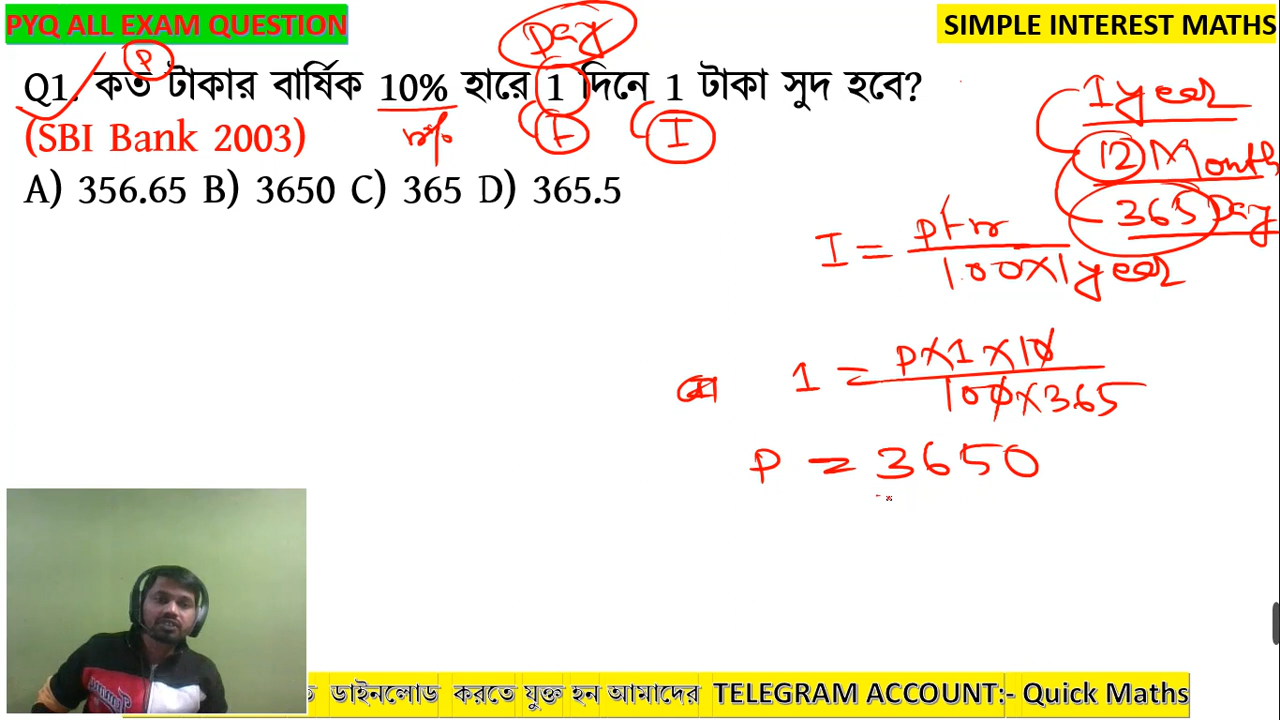 PYQ ALL EXAM QUESTION
SIMPLE INTEREST MATHS
Day
P
Q1. কত টাকার বার্ষিক 10% হারে 1 দিনে 1 টাকা সুদ হবে?
r% t I
(SBI Bank 2003)
A) 356.65 B) 3650 C) 365 D) 365.5
1 year
12 Month
365 Day
I = ptr
100×1 year
1 = P×1×10
100×365
P = 3650
ডাইনলোড করতে যুক্ত হন আমাদের TELEGRAM ACCOUNT:- Quick Maths